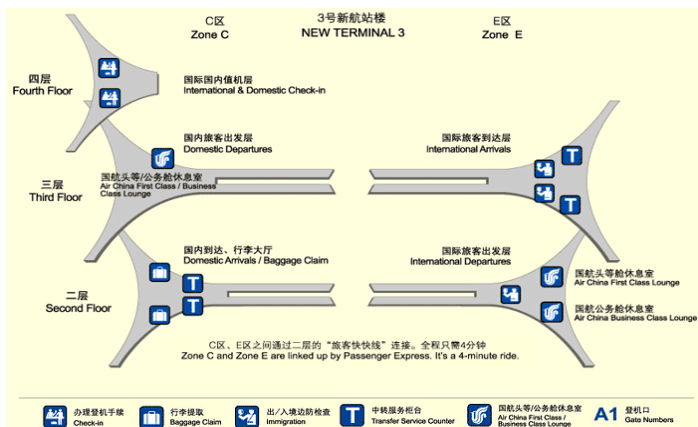 C区
Zone C
3号新航站楼
NEW TERMINAL 3
E区
Zone E
四层
Fourth Floor
国际国内值机层
International & Domestic Check-in
国内旅客出发层
Domestic Departures
国际旅客到达层
International Arrivals
T
T
三层
Third Floor
国航头等/公务舱休息室
Air China First Class / Business
Class Lounge
国内到达、行李大厅
Domestic Arrivals / Baggage Claim
国际旅客出发层
International Departures
T
T
二层
Second Floor
国航头等舱休息室
Air China First Class Lounge
国航公务舱休息室
Air China Business Class Lounge
C区、E区之间通过二层的“旅客快快线”连接。全程只需4分钟
Zone C and Zone E are linked up by Passenger Express. It's a 4-minute ride.
办理登机手续
Check-in
行李提取
Baggage Claim
出/入境边防检查
Immigration
T
中转服务柜台
Transfer Service Counter
国航头等/公务舱休息室
Air China First Class /
Business Class Lounge
A1
登机口
Gate Numbers